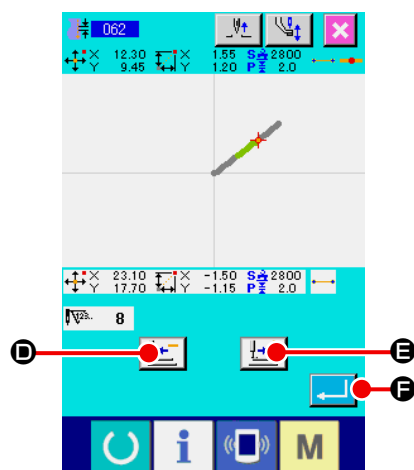 062
X 12.30 X 1.55 S 2800
Y 9.45 Y 1.20 P 2.0
X 23.10 X -1.50 S 2800
Y 17.70 Y -1.15 P 2.0
123.. 8
D E
F
i M